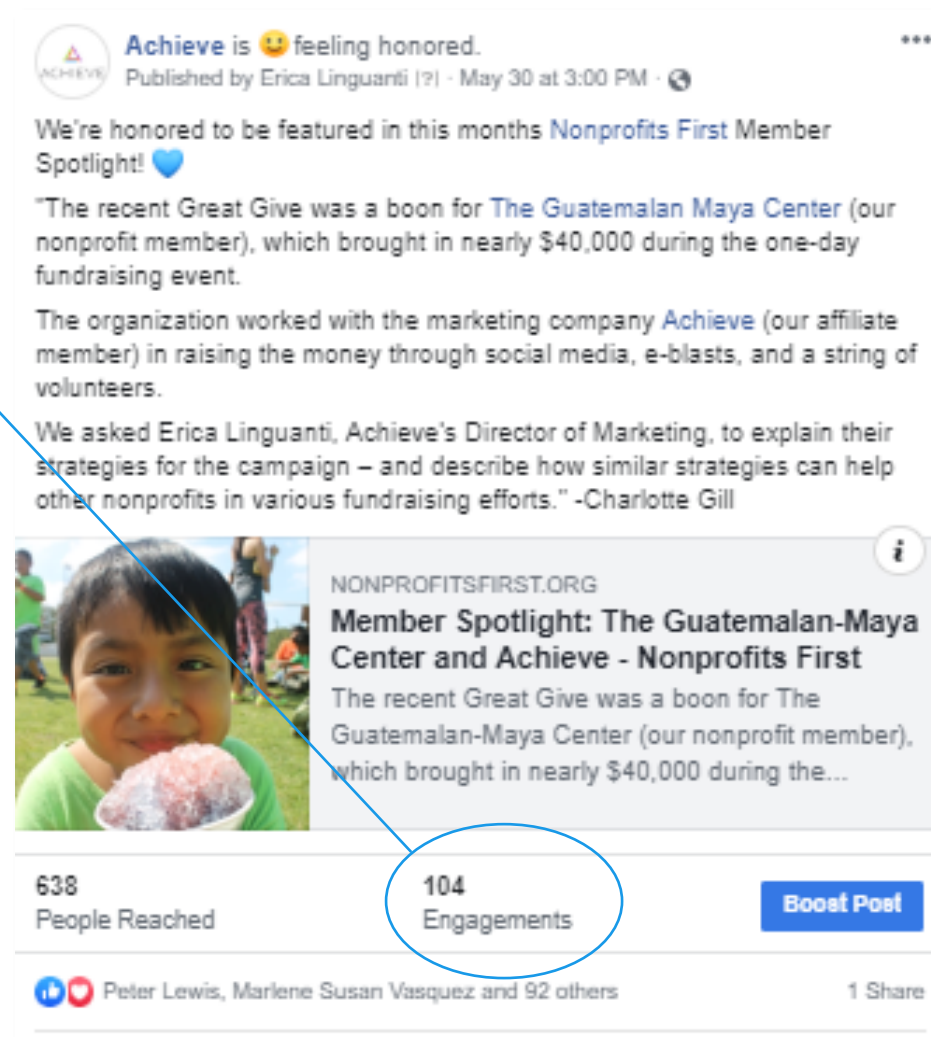 Achieve is 🙂 feeling honored.
ACHIEVE
Published by Erica Linguanti [?] · May 30 at 3:00 PM ·
We're honored to be featured in this months Nonprofits First Member
Spotlight! 💙
"The recent Great Give was a boon for The Guatemalan Maya Center (our
nonprofit member), which brought in nearly $40,000 during the one-day
fundraising event.
The organization worked with the marketing company Achieve (our affiliate
member) in raising the money through social media, e-blasts, and a string of
volunteers.
We asked Erica Linguanti, Achieve's Director of Marketing, to explain their
strategies for the campaign – and describe how similar strategies can help
other nonprofits in various fundraising efforts." -Charlotte Gill
i
NONPROFITSFIRST.ORG
Member Spotlight: The Guatemalan-Maya
Center and Achieve - Nonprofits First
The recent Great Give was a boon for The
Guatemalan-Maya Center (our nonprofit member),
which brought in nearly $40,000 during the...
638
People Reached
104
Engagements
Boost Post
Peter Lewis, Marlene Susan Vasquez and 92 others
1 Share